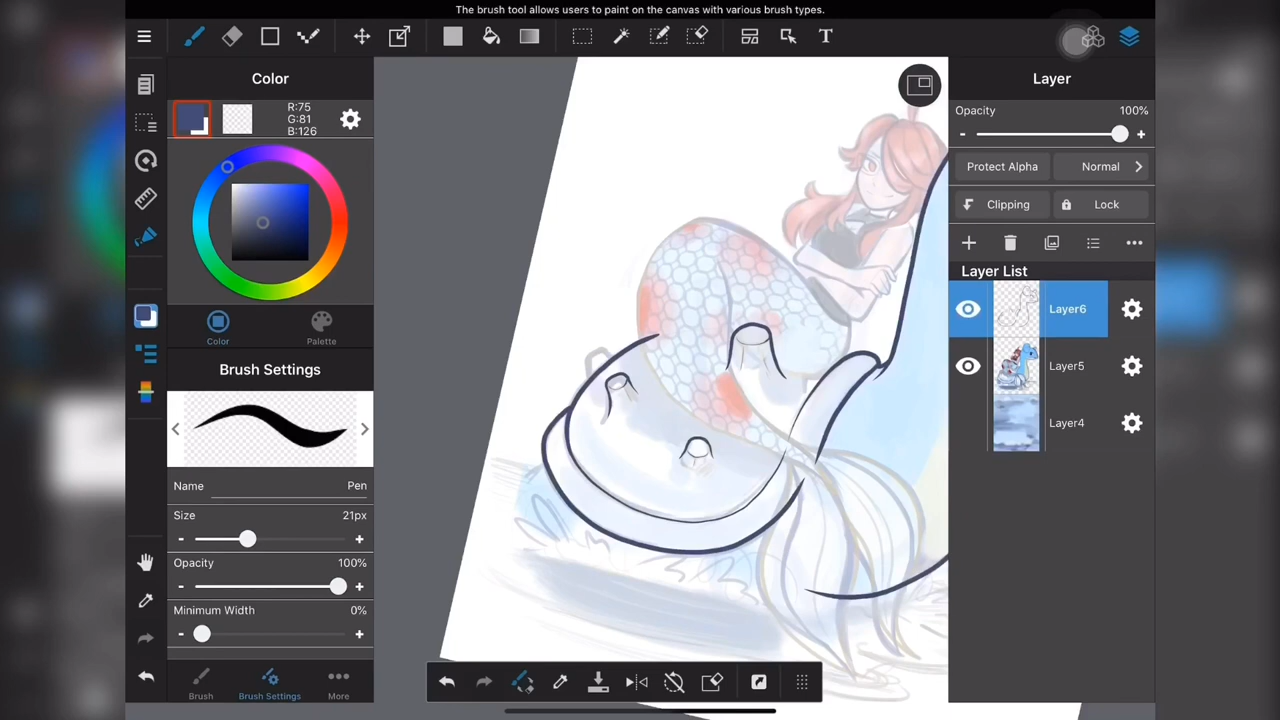 The brush tool allows users to paint on the canvas with various brush types.
T
Color
R:75
G:81
B:126
Color
Palette
Brush Settings
Name
Pen
Size
21px
-
+
Opacity
100%
-
+
Minimum Width
0%
-
+
Brush
Brush Settings
More
Layer
Opacity
100%
-
+
Protect Alpha
Normal
Clipping
Lock
Layer List
Layer6
Layer5
Layer4